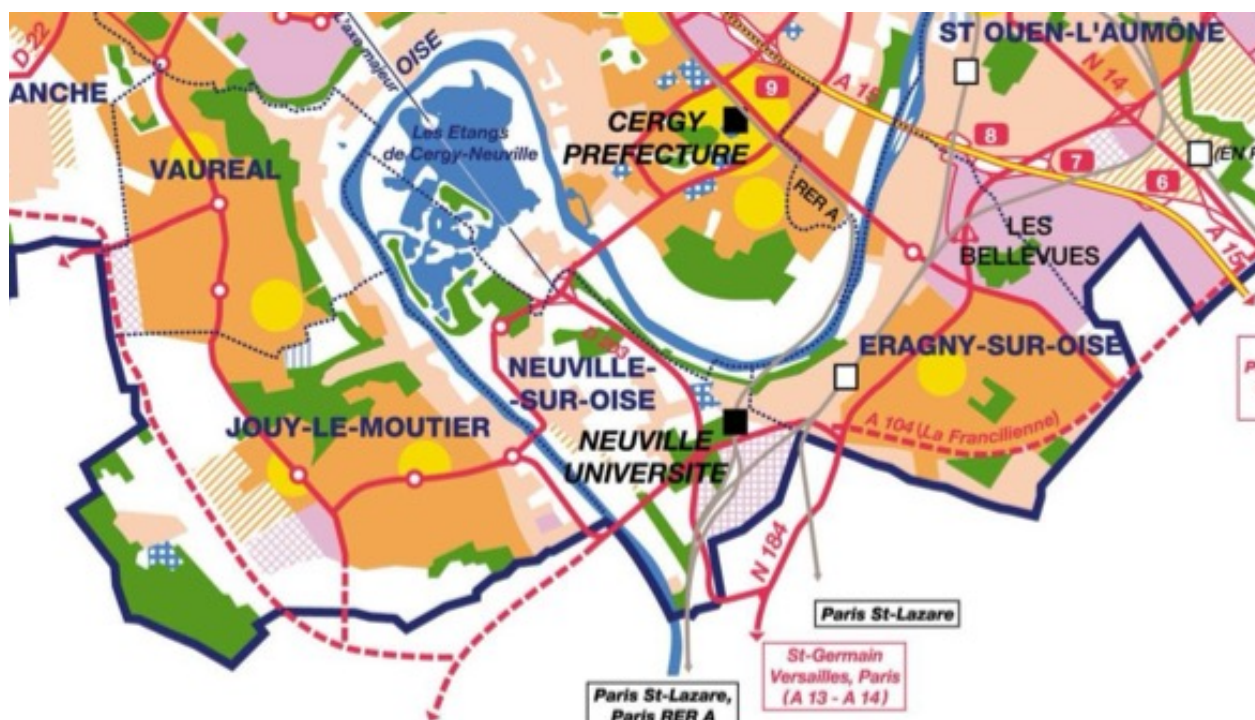 D 22
L'axe majeur
OISE
ST OUEN-L'AUMÔNE
N 14
ANCHE
A 15
9
CERGY
PREFECTURE
Les Etangs
de Cergy-Neuville
8
7
6
VAUREAL
RER A
LES
BELLEVUES
A 15
ERAGNY-SUR-OISE
NEUVILLE-
-SUR-OISE
JOUY-LE-MOUTIER
NEUVILLE
UNIVERSITE
A 104 (La Francilienne)
N 184
Paris St-Lazare
St-Germain
Versailles, Paris
(A 13 - A 14)
Paris St-Lazare,
Paris RER A